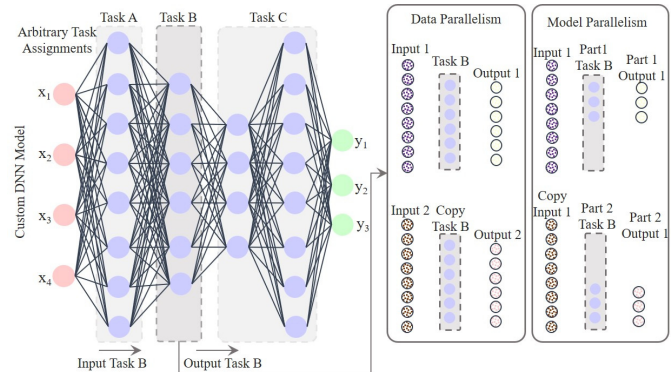 Task A
Task B
Task C
Arbitrary Task
Assignments
Custom DNN Model
x1
x2
x3
x4
y1
y2
y3
Input Task B
Output Task B
Data Parallelism
Input 1
Task B
Output 1
Input 2
Copy
Task B
Output 2
Model Parallelism
Input 1
Part1
Task B
Part 1
Output 1
Copy
Input 1
Part 2
Task B
Part 2
Output 1